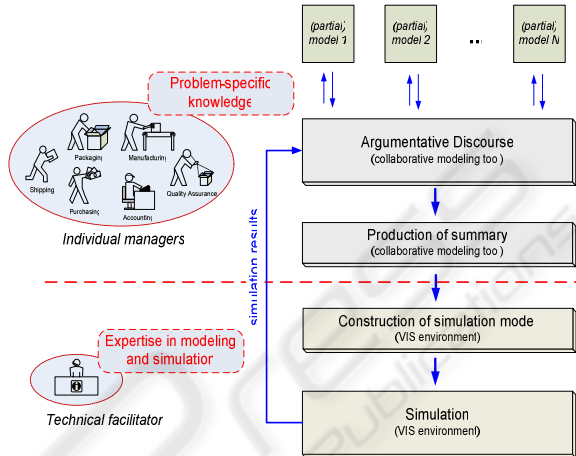 (partial)
model 1
(partial)
model 2
...
(partial)
model N
Problem-specific
knowledge
Packaging
Manufacturing
Shipping
Quality Assurance
Purchasing
Accounting
Individual managers
Argumentative Discourse
(collaborative modeling too )
Production of summary
(collaborative modeling too )
simulation results
Expertise in modeling
and simulation
Technical facilitator
Construction of simulation mode
(VIS environment)
Simulation
(VIS environment)